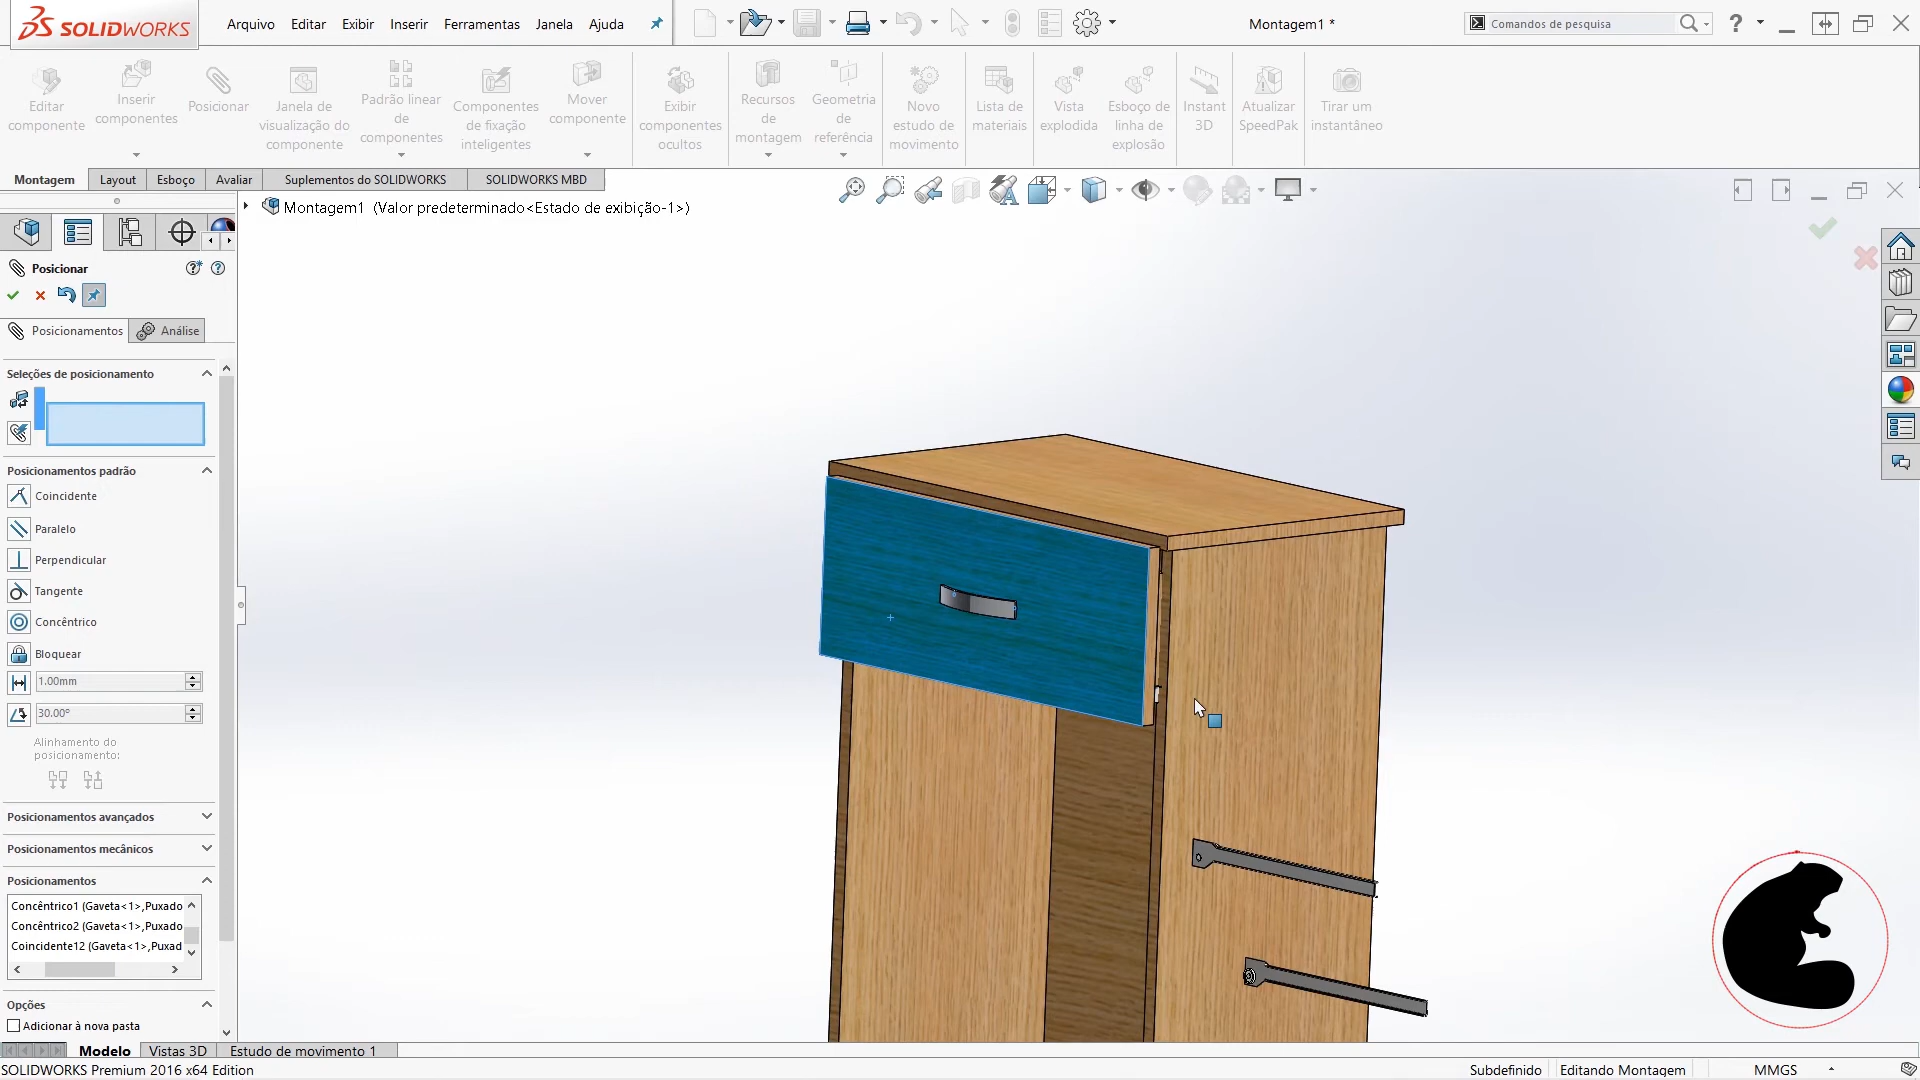 SOLIDWORKS
Arquivo Editar Exibir Inserir Ferramentas Janela Ajuda
Montagem1 *
Comandos de pesquisa
?
Editar componente
Inserir componentes
Posicionar
Janela de visualização do componente
Padrão linear de componentes
Componentes de fixação inteligentes
Mover componente
Exibir componentes ocultos
Recursos de montagem
Geometria de referência
Novo estudo de movimento
Lista de materiais
Vista explodida
Esboço de linha de explosão
Instant 3D
Atualizar SpeedPak
Tirar um instantâneo
Montagem Layout Esboço Avaliar Suplementos do SOLIDWORKS SOLIDWORKS MBD
Montagem1 (Valor predeterminado<Estado de exibição-1>)
Posicionar
Posicionamentos Análise
Seleções de posicionamento
Posicionamentos padrão
Coincidente
Paralelo
Perpendicular
Tangente
Concêntrico
Bloquear
1.00mm
30.00°
Alinhamento do
posicionamento:
Posicionamentos avançados
Posicionamentos mecânicos
Posicionamentos
Concêntrico1 (Gaveta<1>,Puxado
Concêntrico2 (Gaveta<1>,Puxado
Coincidente12 (Gaveta<1>,Puxad
Opções
Adicionar à nova pasta
Modelo Vistas 3D Estudo de movimento 1
SOLIDWORKS Premium 2016 x64 Edition
Subdefinido Editando Montagem MMGS